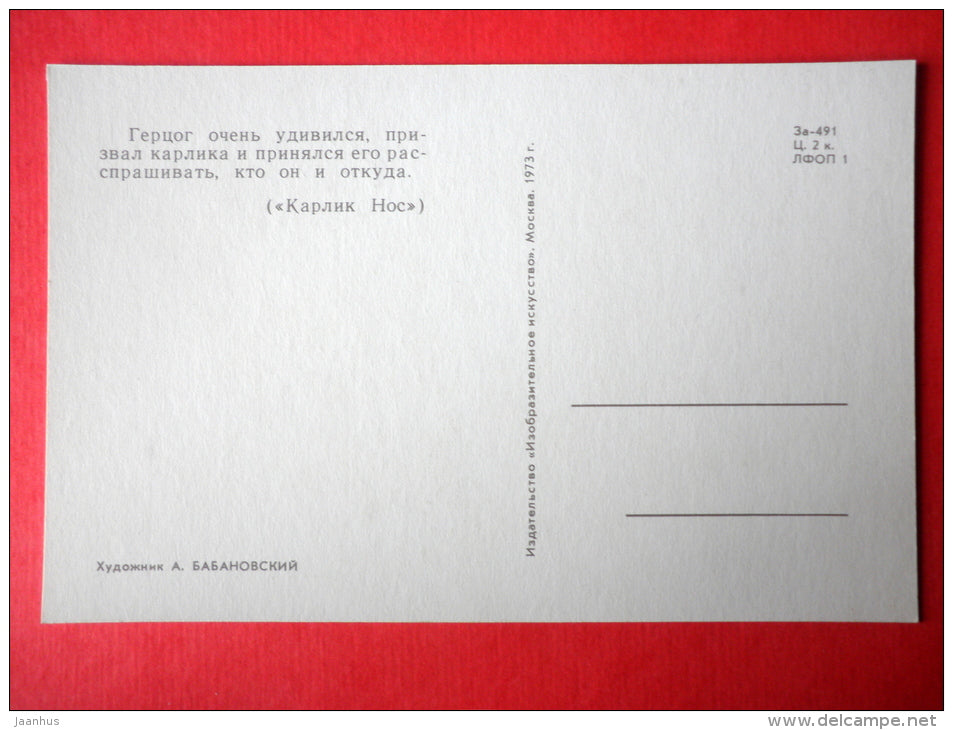 Герцог очень удивился, при-
звал карлика и принялся его рас-
спрашивать, кто он и откуда.
(«Карлик Нос»)
Художник А. БАБАНОВСКИЙ
Издательство «Изобразительное искусство». Москва. 1973 г.
За-491
Ц. 2 к.
ЛФОП 1
jaanhus
www.delcampe.net